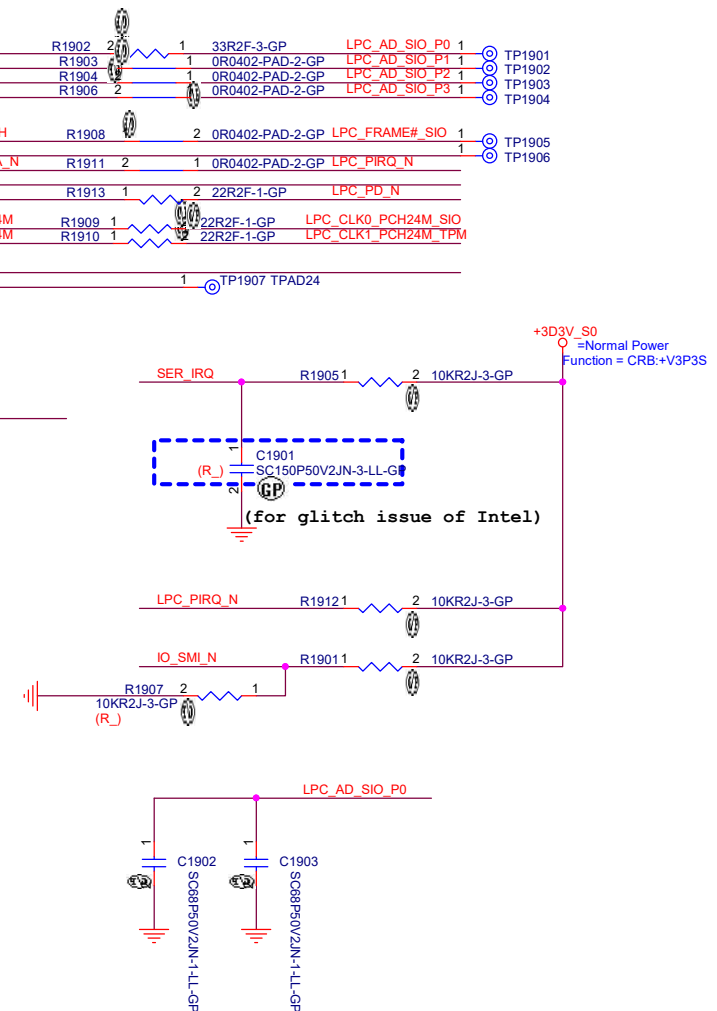 R1902 2 1 33R2F-3-GP LPC_AD_SIO_P0 1 TP1901
R1903 1 0R0402-PAD-2-GP LPC_AD_SIO_P1 1 TP1902
R1904 2 1 0R0402-PAD-2-GP LPC_AD_SIO_P2 1 TP1903
R1906 2 0R0402-PAD-2-GP LPC_AD_SIO_P3 1 TP1904
H R1908 2 0R0402-PAD-2-GP LPC_FRAME#_SIO 1 TP1905
1 TP1906
_N R1911 2 1 0R0402-PAD-2-GP LPC_PIRQ_N
R1913 1 2 22R2F-1-GP LPC_PD_N
4M R1909 1 22R2F-1-GP LPC_CLK0_PCH24M_SIO
4M R1910 1 2 22R2F-1-GP LPC_CLK1_PCH24M_TPM
1 TP1907 TPAD24
+3D3V_S0
=Normal Power
Function = CRB:+V3P3S
SER_IRQ R1905 1 2 10KR2J-3-GP
1 C1901
(R_) SC150P50V2JN-3-LL-GP
2 GP
(for glitch issue of Intel)
LPC_PIRQ_N R1912 1 2 10KR2J-3-GP
IO_SMI_N R1901 1 2 10KR2J-3-GP
R1907 2 1
10KR2J-3-GP
(R_)
LPC_AD_SIO_P0
1 C1902 1 C1903
SC68P50V2JN-1-LL-GP
SC68P50V2JN-1-LL-GP